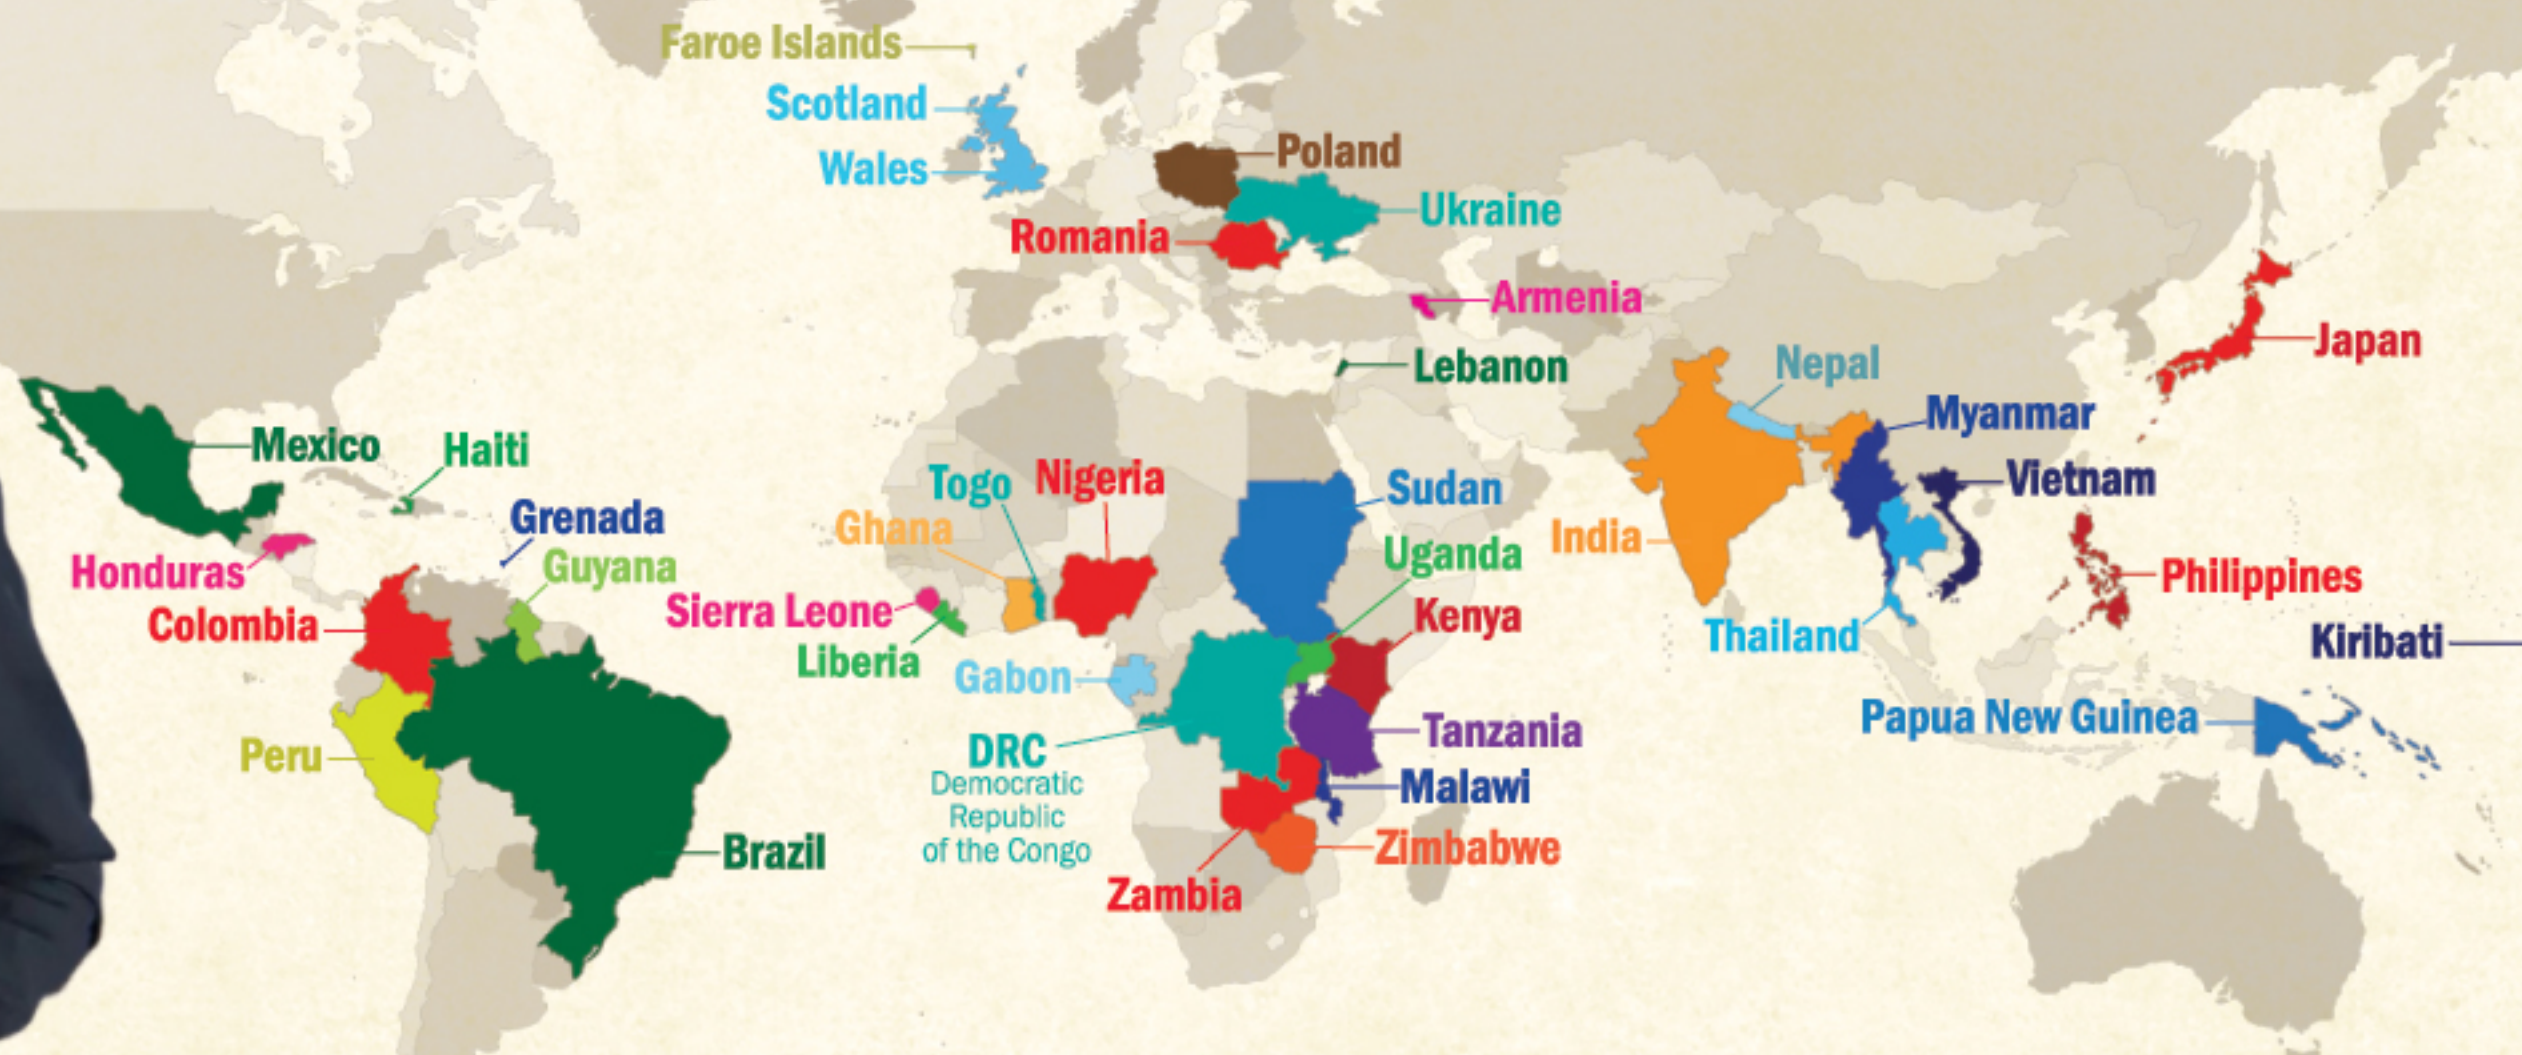 Faroe Islands
Scotland
Wales
Poland
Ukraine
Romania
Armenia
Lebanon
Japan
Nepal
Mexico
Haiti
Myanmar
Togo
Nigeria
Sudan
Vietnam
Grenada
Ghana
India
Uganda
Honduras
Guyana
Philippines
Colombia
Sierra Leone
Kenya
Thailand
Kiribati
Liberia
Gabon
Papua New Guinea
Tanzania
Peru
DRC
Democratic
Republic
of the Congo
Malawi
Brazil
Zimbabwe
Zambia